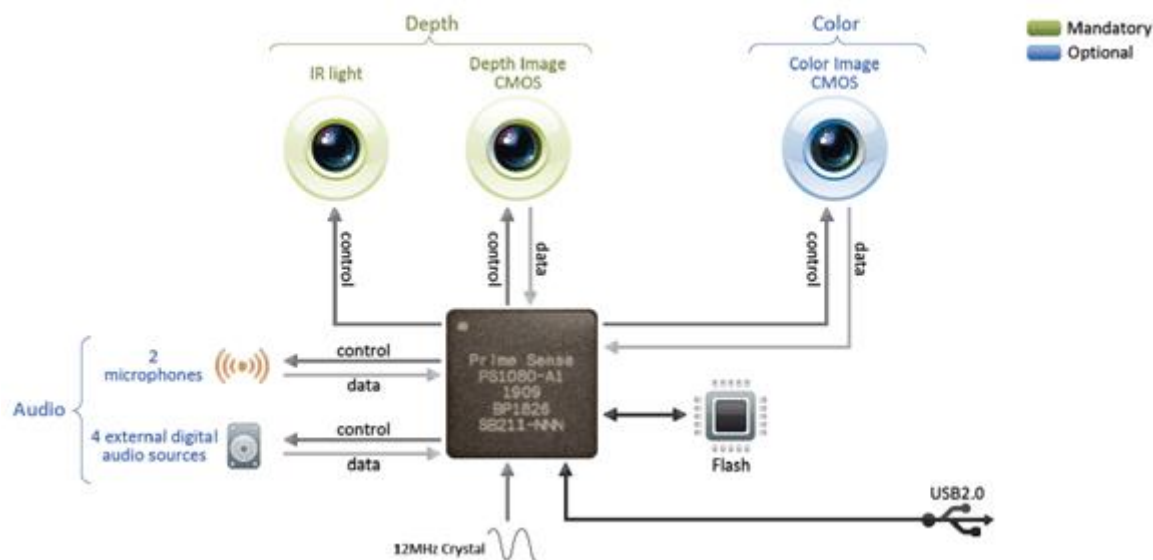 Depth
Color
Mandatory
Optional
IR light
Depth Image
CMOS
Color Image
CMOS
control
control
data
control
data
Audio
2
microphones
control
data
4 external digital
audio sources
control
data
Prime Sense
PS1080-A1
1909
BP1826
SB211-NNN
Flash
USB2.0
12MHz Crystal